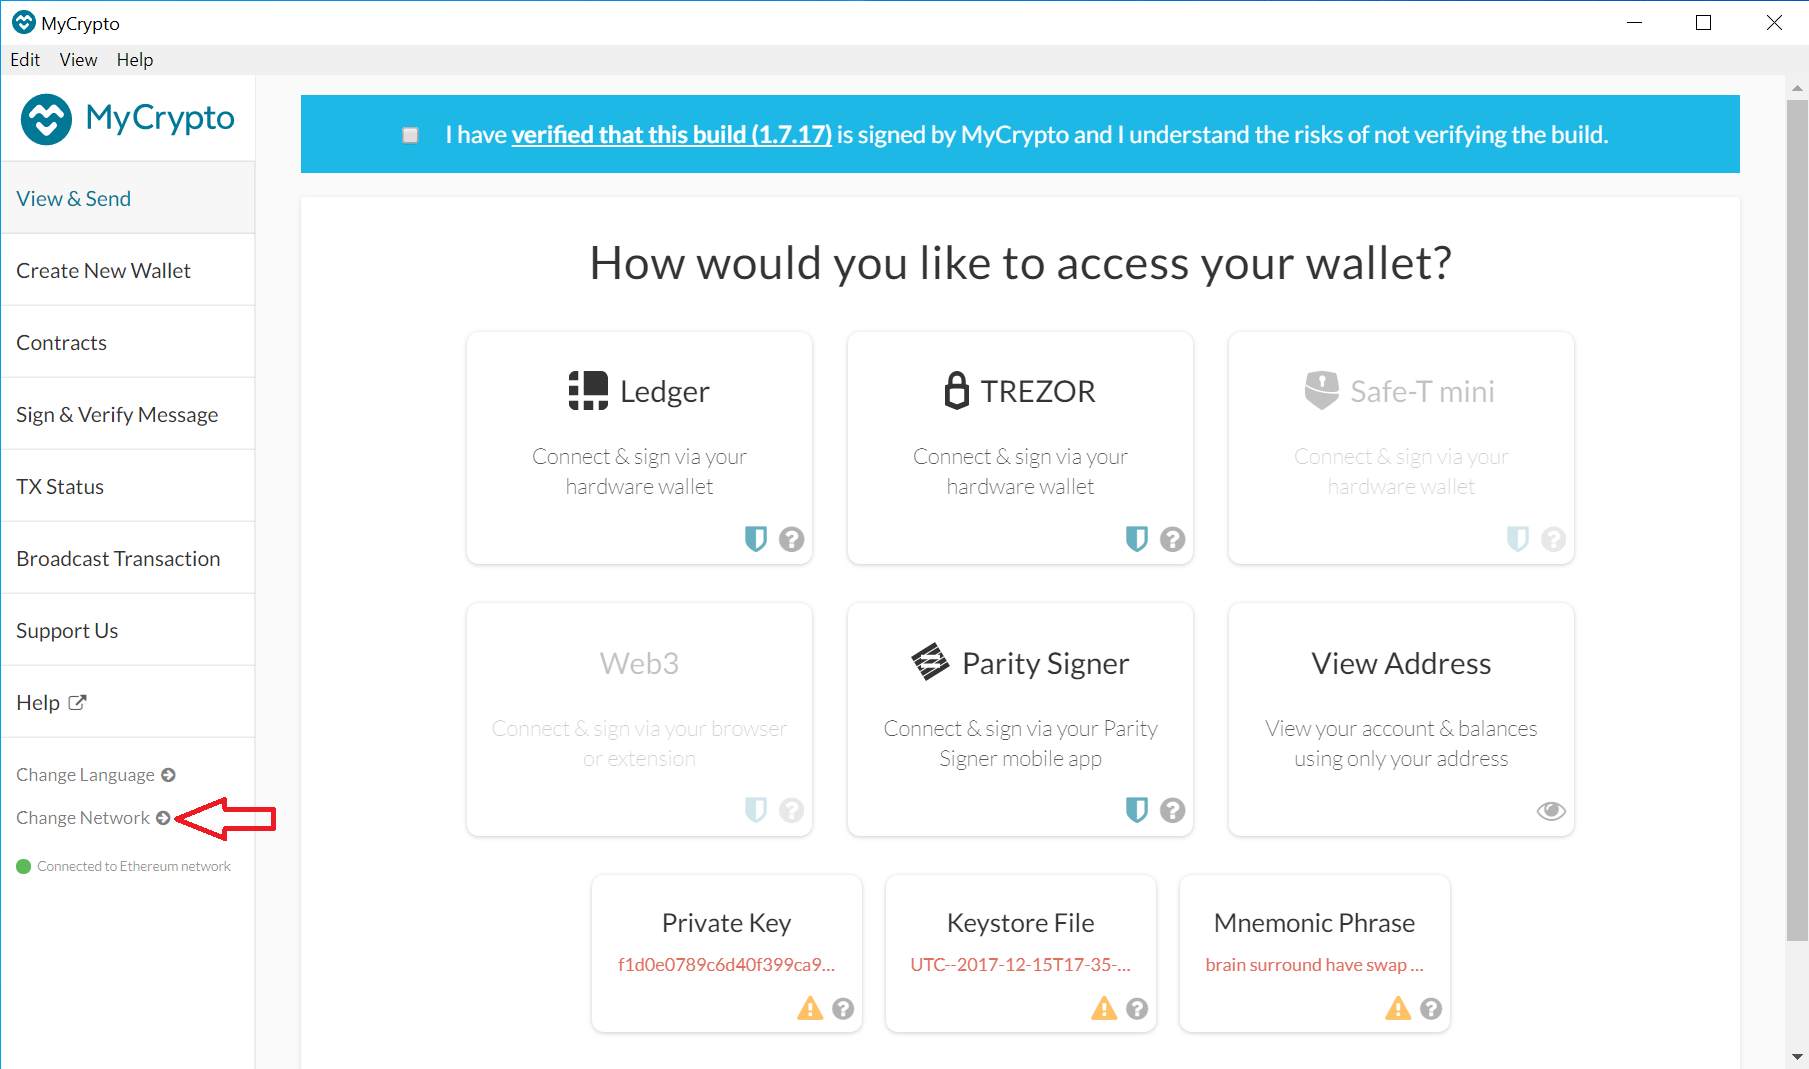 MyCrypto
Edit View Help
MyCrypto
I have verified that this build (1.7.17) is signed by MyCrypto and I understand the risks of not verifying the build.
View & Send
Create New Wallet
Contracts
Sign & Verify Message
TX Status
Broadcast Transaction
Support Us
Help
Change Language
Change Network
Connected to Ethereum network
How would you like to access your wallet?
Ledger
Connect & sign via your
hardware wallet
TREZOR
Connect & sign via your
hardware wallet
Safe-T mini
Connect & sign via your
hardware wallet
Web3
Connect & sign via your browser
or extension
Parity Signer
Connect & sign via your Parity
Signer mobile app
View Address
View your account & balances
using only your address
Private Key
f1d0e0789c6d40f399ca9...
Keystore File
UTC--2017-12-15T17-35-...
Mnemonic Phrase
brain surround have swap ...